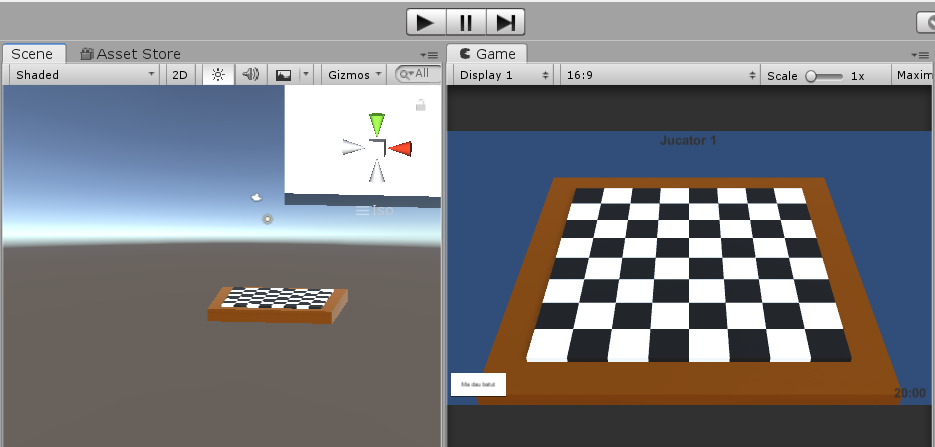 Scene
Asset Store
Shaded
2D
Gizmos
All
Iso
Game
Display 1
16:9
Scale
1x
Maxim
Jucator 1
Ma dau batut
20:00